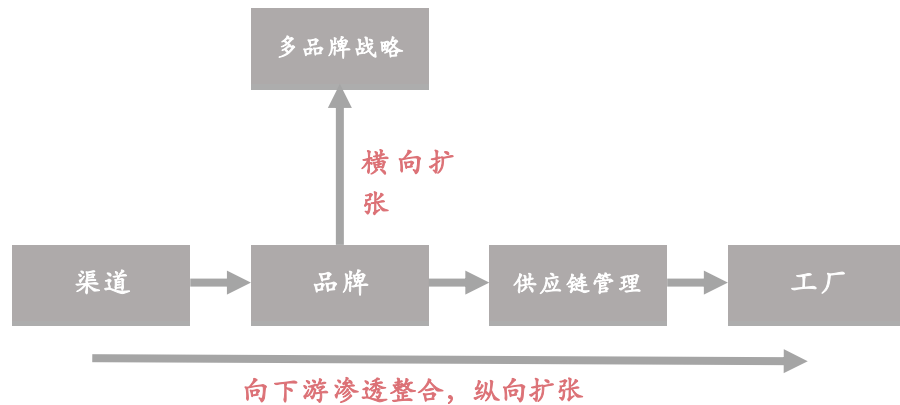 多品牌战略
横向扩
张
渠道
品牌
供应链管理
工厂
向下游渗透整合，纵向扩张